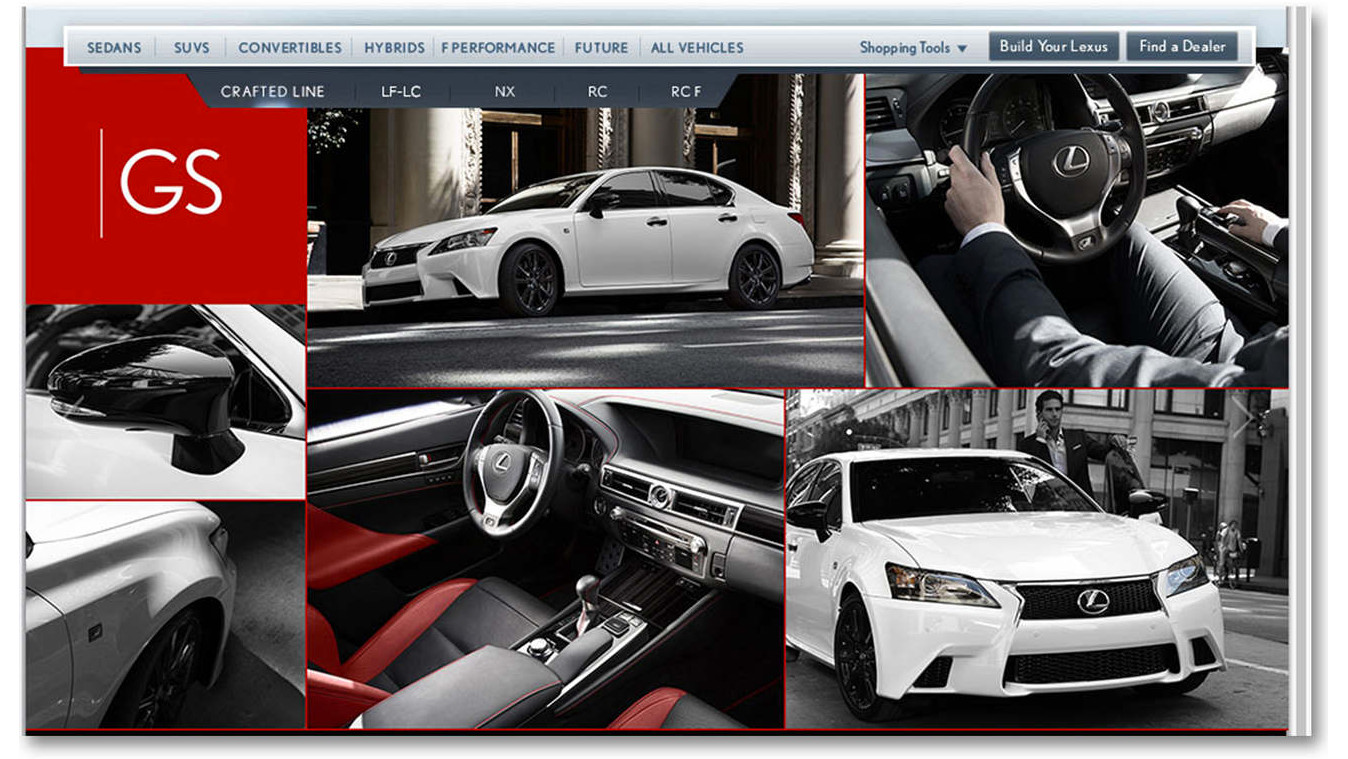 SEDANS SUVS CONVERTIBLES HYBRIDS F PERFORMANCE FUTURE ALL VEHICLES Shopping Tools ▼ Build Your Lexus Find a Dealer
CRAFTED LINE LF-LC NX RC RC F
GS